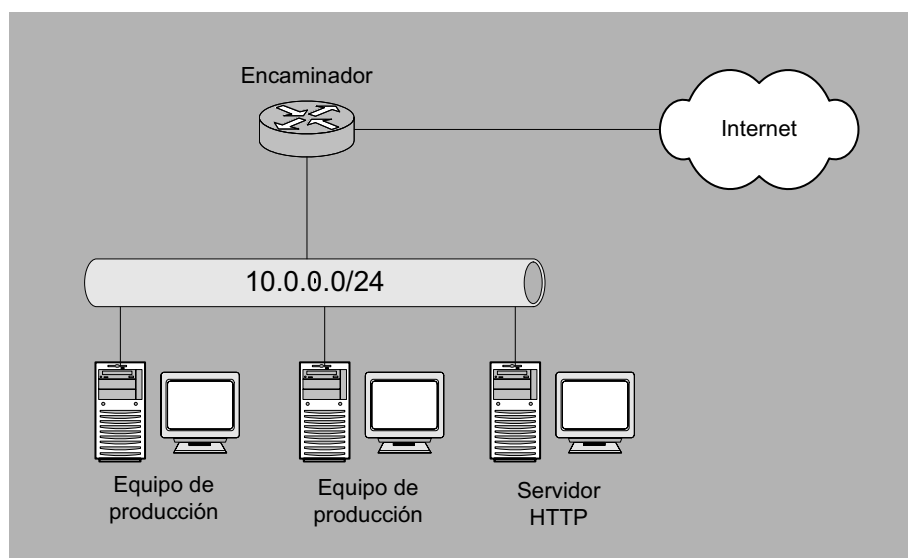 Encaminador
Internet
10.0.0.0/24
Equipo de
producción
Equipo de
producción
Servidor
HTTP